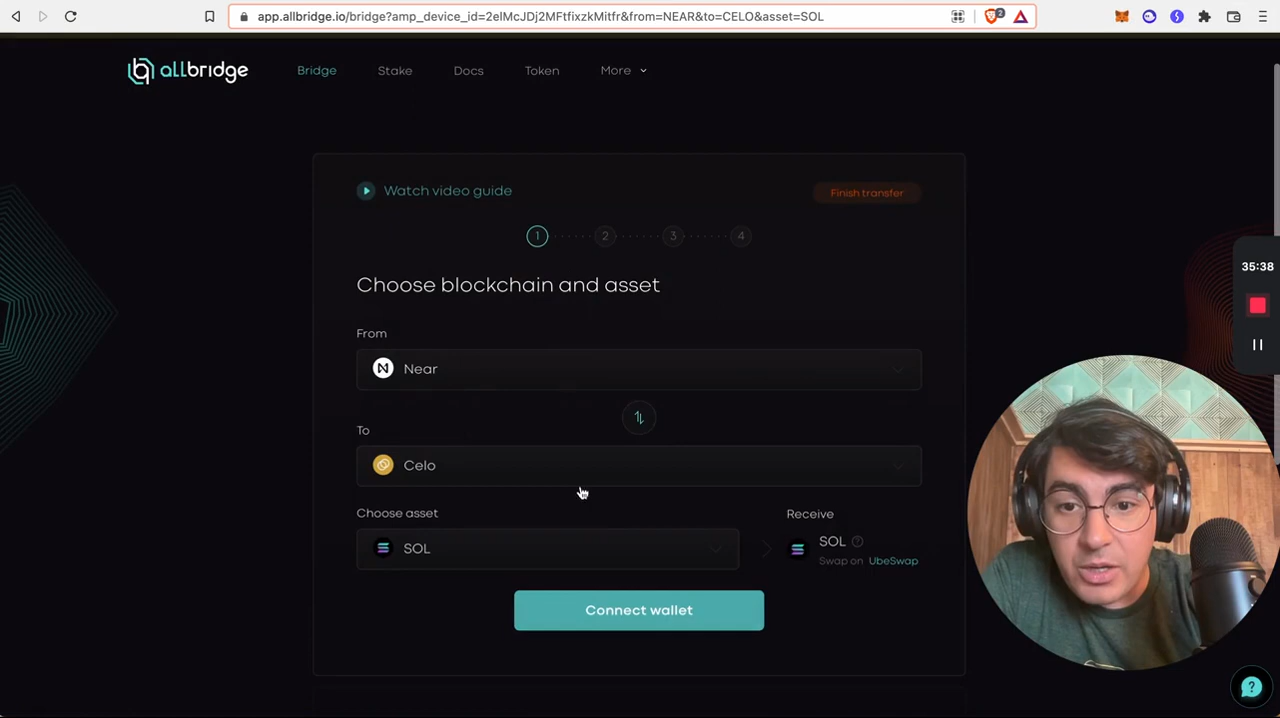 app.allbridge.io/bridge?amp_device_id=2eIMcJDj2MFtfixzkMitfr&from=NEAR&to=CELO&asset=SOL
2
allbridge
Bridge
Stake
Docs
Token
More
Watch video guide
Finish transfer
1
2
3
4
35:38
Choose blockchain and asset
From
Near
To
Celo
Choose asset
Receive
SOL
SOL
Swap on UbeSwap
Connect wallet